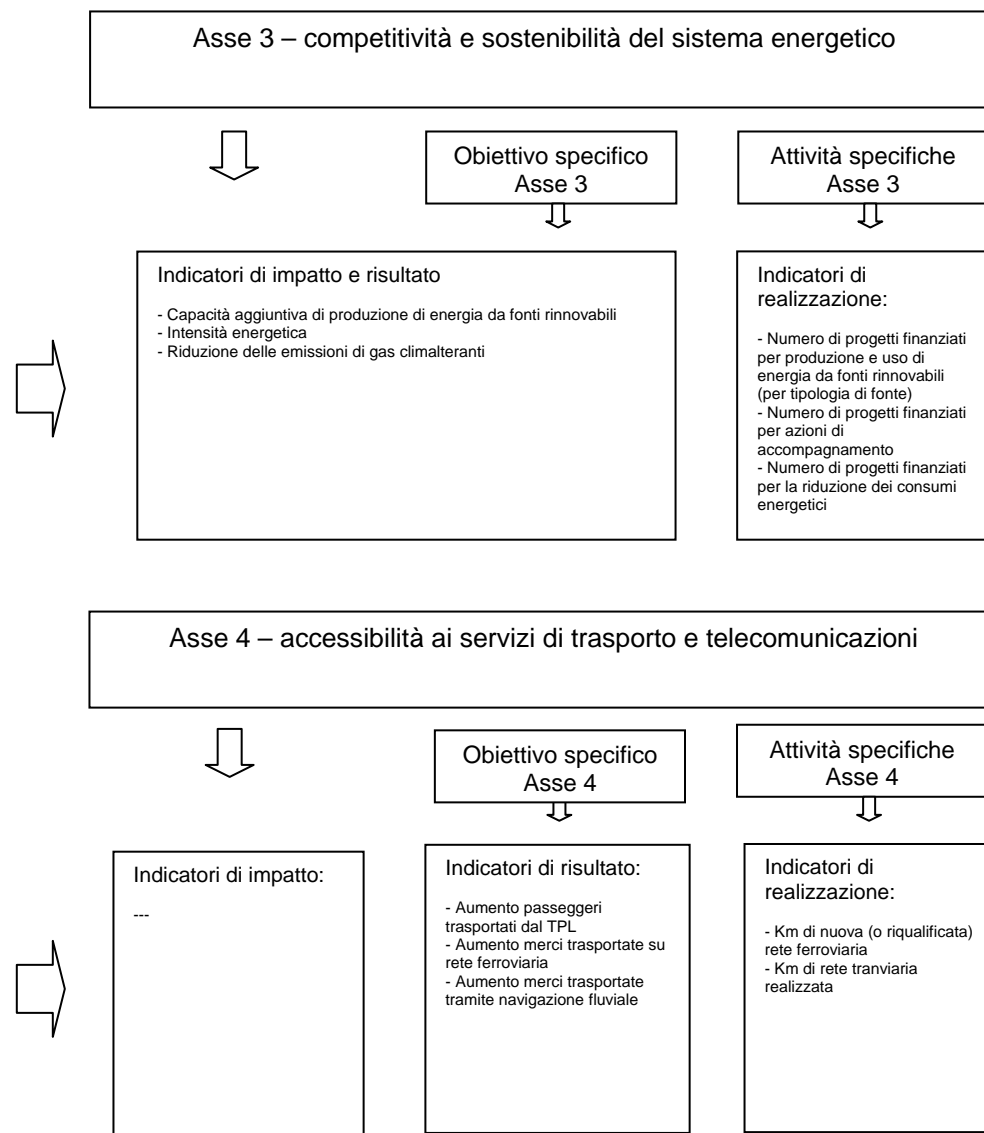 Asse 3 – competitività e sostenibilità del sistema energetico
Obiettivo specifico
Asse 3
Attività specifiche
Asse 3
Indicatori di impatto e risultato
- Capacità aggiuntiva di produzione di energia da fonti rinnovabili
- Intensità energetica
- Riduzione delle emissioni di gas climalteranti
Indicatori di
realizzazione:
- Numero di progetti finanziati
per produzione e uso di
energia da fonti rinnovabili
(per tipologia di fonte)
- Numero di progetti finanziati
per azioni di
accompagnamento
- Numero di progetti finanziati
per la riduzione dei consumi
energetici
Asse 4 – accessibilità ai servizi di trasporto e telecomunicazioni
Obiettivo specifico
Asse 4
Attività specifiche
Asse 4
Indicatori di impatto:
---
Indicatori di risultato:
- Aumento passeggeri
trasportati dal TPL
- Aumento merci trasportate su
rete ferroviaria
- Aumento merci trasportate
tramite navigazione fluviale
Indicatori di
realizzazione:
- Km di nuova (o riqualificata)
rete ferroviaria
- Km di rete tranviaria
realizzata